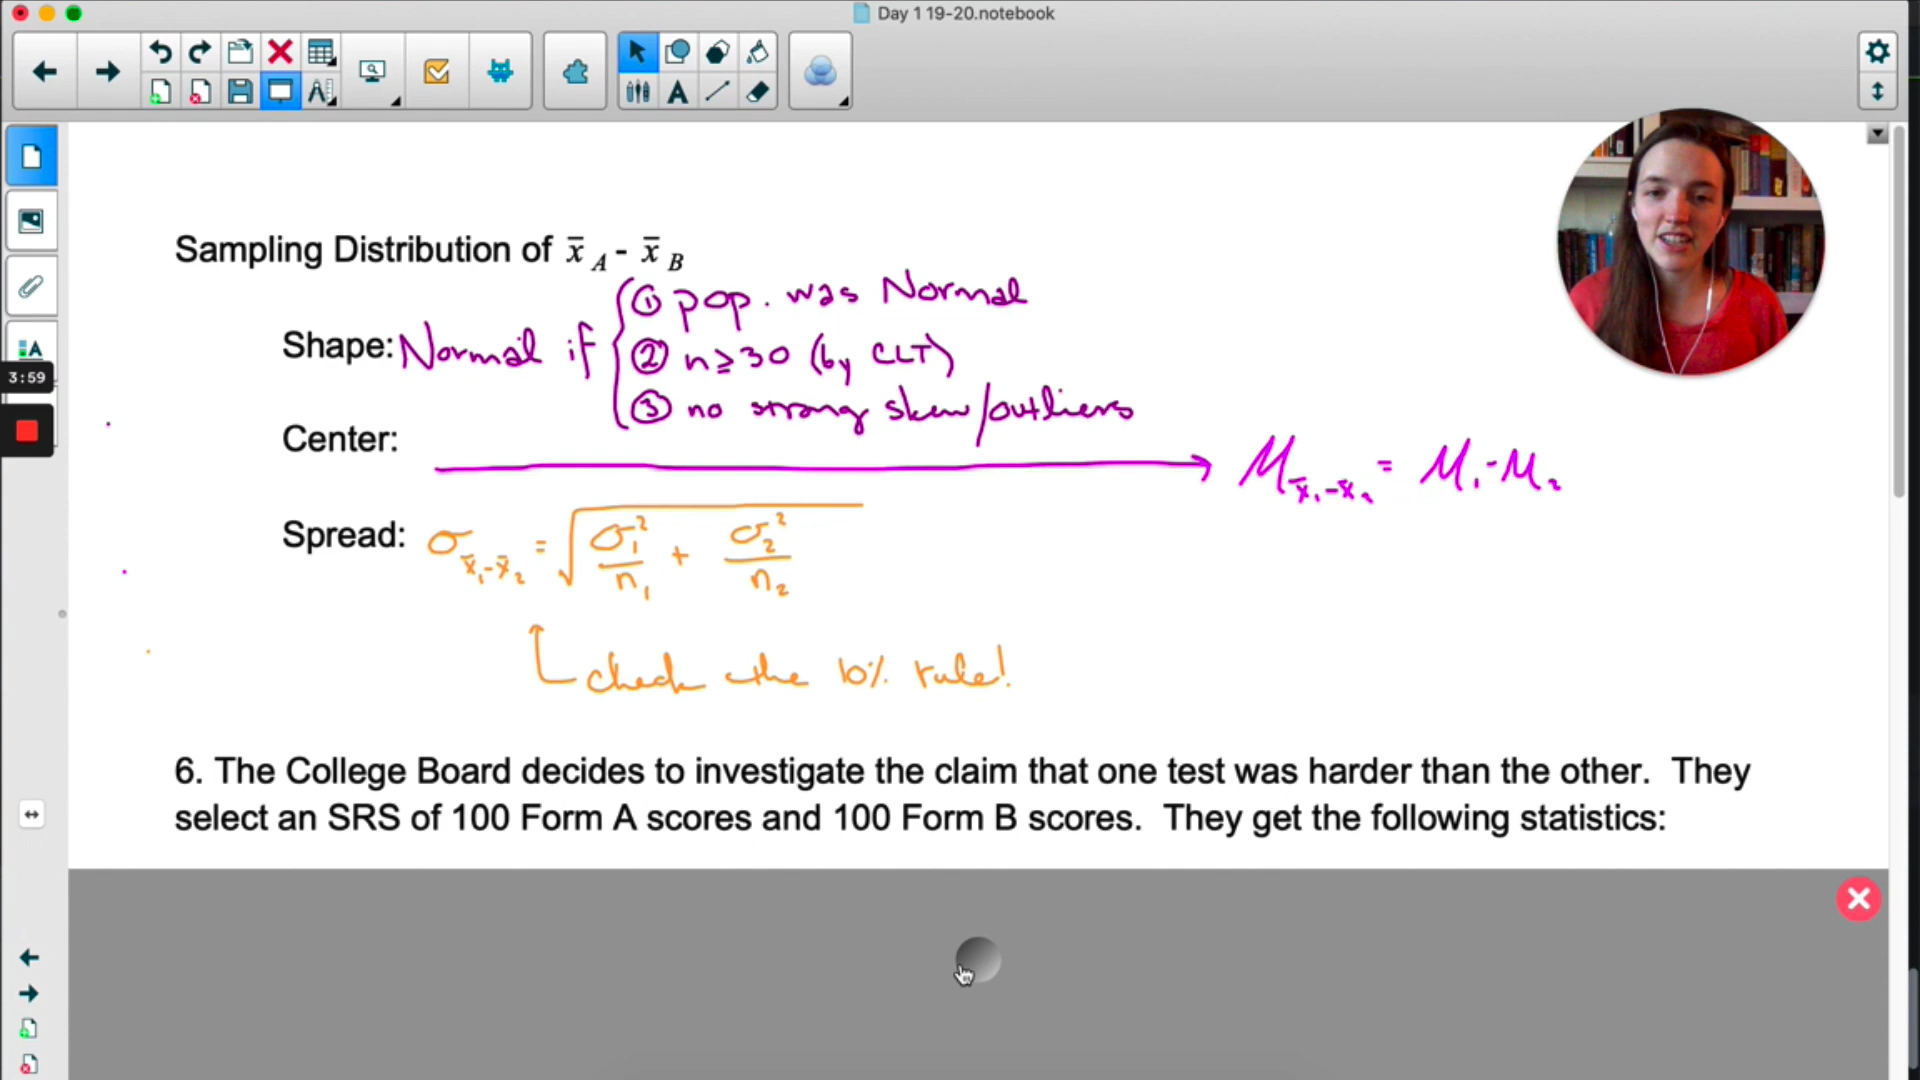 Day 1 19-20.notebook
3:59
Sampling Distribution of x̄ A - x̄ B
Shape: Normal if { ① pop. was Normal
② n ≥ 30 (by CLT)
③ no strong skew/outliers
Center: → μx̄₁-x̄₂ = μ₁-μ₂
Spread: σx̄₁-x̄₂ = √(σ₁²/n₁ + σ₂²/n₂)
check the 10% rule!
6. The College Board decides to investigate the claim that one test was harder than the other. They
select an SRS of 100 Form A scores and 100 Form B scores. They get the following statistics: